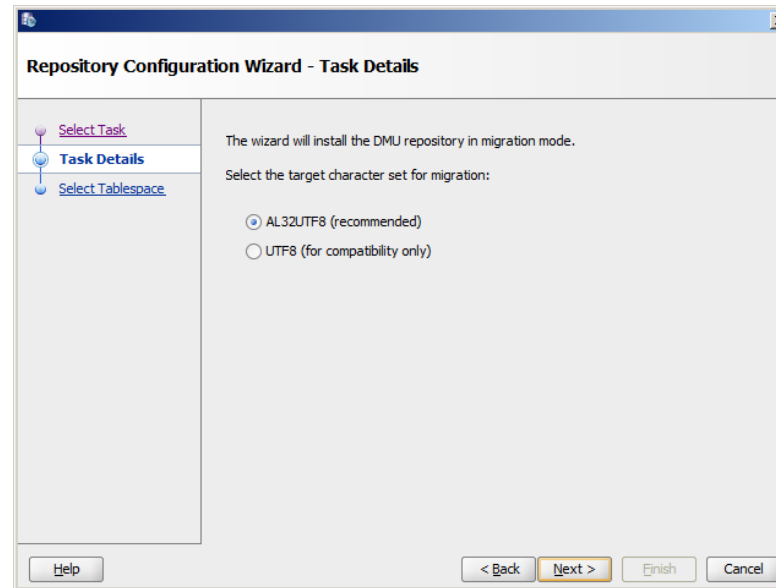 Repository Configuration Wizard - Task Details
Select Task
Task Details
Select Tablespace
The wizard will install the DMU repository in migration mode.
Select the target character set for migration:
AL32UTF8 (recommended)
UTF8 (for compatibility only)
Help
< Back
Next >
Finish
Cancel